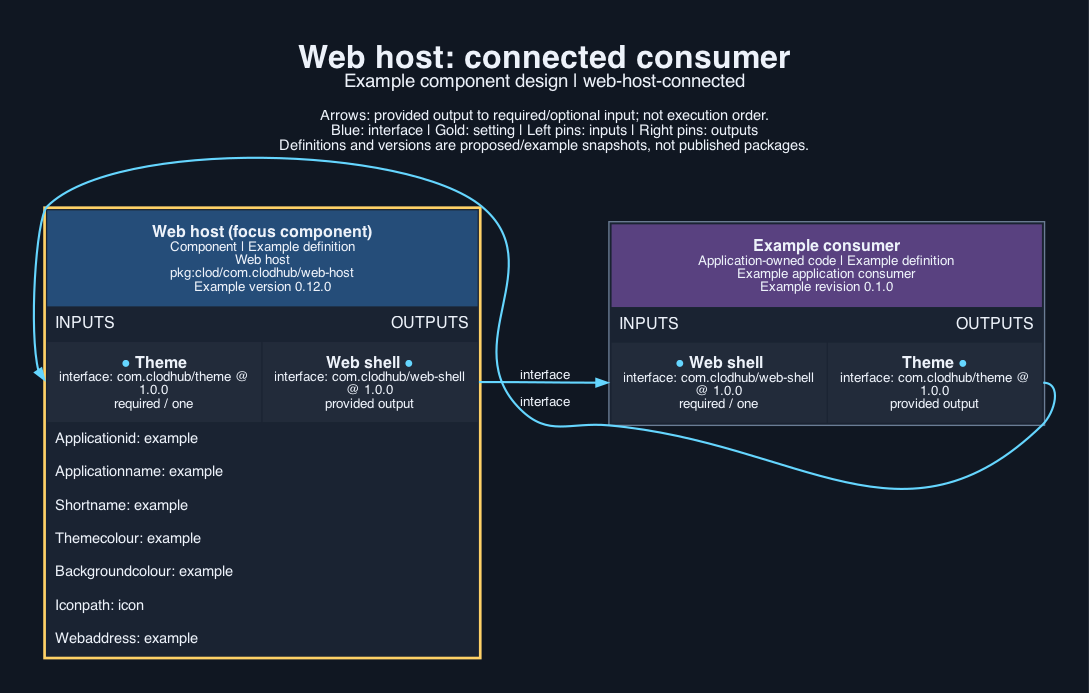 Web host: connected consumer
Example component design | web-host-connected
Arrows: provided output to required/optional input; not execution order.
Blue: interface | Gold: setting | Left pins: inputs | Right pins: outputs
Definitions and versions are proposed/example snapshots, not published packages.
Web host (focus component)
Component | Example definition
Web host
pkg:clod/com.clodhub/web-host
Example version 0.12.0
INPUTS
OUTPUTS
Theme
interface: com.clodhub/theme @
1.0.0
required / one
Web shell
interface: com.clodhub/web-shell
@ 1.0.0
provided output
Applicationid: example
Applicationname: example
Shortname: example
Themecolour: example
Backgroundcolour: example
Iconpath: icon
Webaddress: example
interface
interface
Example consumer
Application-owned code | Example definition
Example application consumer
Example revision 0.1.0
INPUTS
OUTPUTS
Web shell
interface: com.clodhub/web-shell
@ 1.0.0
required / one
Theme
interface: com.clodhub/theme @
1.0.0
provided output